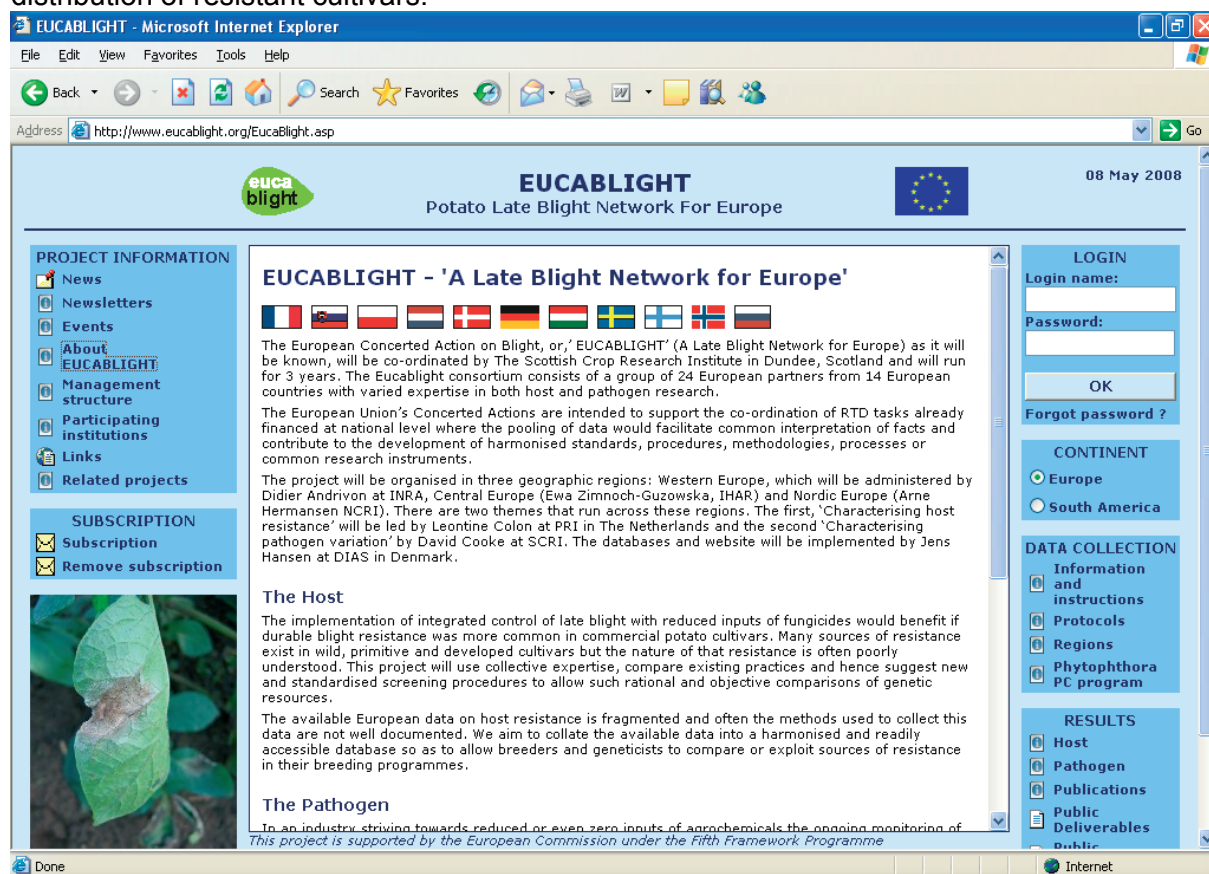 distribution of resistant cultivars.
EUCABLIGHT - Microsoft Internet Explorer
File Edit View Favorites Tools Help
Back Search Favorites
Address http://www.eucablight.org/EucaBlight.asp Go
euca
blight
EUCABLIGHT
Potato Late Blight Network For Europe
08 May 2008
PROJECT INFORMATION
News
Newsletters
Events
About
EUCABLIGHT
Management
structure
Participating
institutions
Links
Related projects
SUBSCRIPTION
Subscription
Remove subscription
EUCABLIGHT - 'A Late Blight Network for Europe'
The European Concerted Action on Blight, or,' EUCABLIGHT' (A Late Blight Network for Europe) as it will
be known, will be co-ordinated by The Scottish Crop Research Institute in Dundee, Scotland and will run
for 3 years. The Eucablight consortium consists of a group of 24 European partners from 14 European
countries with varied expertise in both host and pathogen research.
The European Union's Concerted Actions are intended to support the co-ordination of RTD tasks already
financed at national level where the pooling of data would facilitate common interpretation of facts and
contribute to the development of harmonised standards, procedures, methodologies, processes or
common research instruments.
The project will be organised in three geographic regions: Western Europe, which will be administered by
Didier Andrivon at INRA, Central Europe (Ewa Zimnoch-Guzowska, IHAR) and Nordic Europe (Arne
Hermansen NCRI). There are two themes that run across these regions. The first, `Characterising host
resistance' will be led by Leontine Colon at PRI in The Netherlands and the second `Characterising
pathogen variation' by David Cooke at SCRI. The databases and website will be implemented by Jens
Hansen at DIAS in Denmark.
The Host
The implementation of integrated control of late blight with reduced inputs of fungicides would benefit if
durable blight resistance was more common in commercial potato cultivars. Many sources of resistance
exist in wild, primitive and developed cultivars but the nature of that resistance is often poorly
understood. This project will use collective expertise, compare existing practices and hence suggest new
and standardised screening procedures to allow such rational and objective comparisons of genetic
resources.
The available European data on host resistance is fragmented and often the methods used to collect this
data are not well documented. We aim to collate the available data into a harmonised and readily
accessible database so as to allow breeders and geneticists to compare or exploit sources of resistance
in their breeding programmes.
The Pathogen
In an industry striving towards reduced or even zero inputs of agrochemicals the ongoing monitoring of
This project is supported by the European Commission under the Fifth Framework Programme
LOGIN
Login name:
Password:
OK
Forgot password ?
CONTINENT
Europe
South America
DATA COLLECTION
Information
and
instructions
Protocols
Regions
Phytophthora
PC program
RESULTS
Host
Pathogen
Publications
Public
Deliverables
Public
Done
Internet